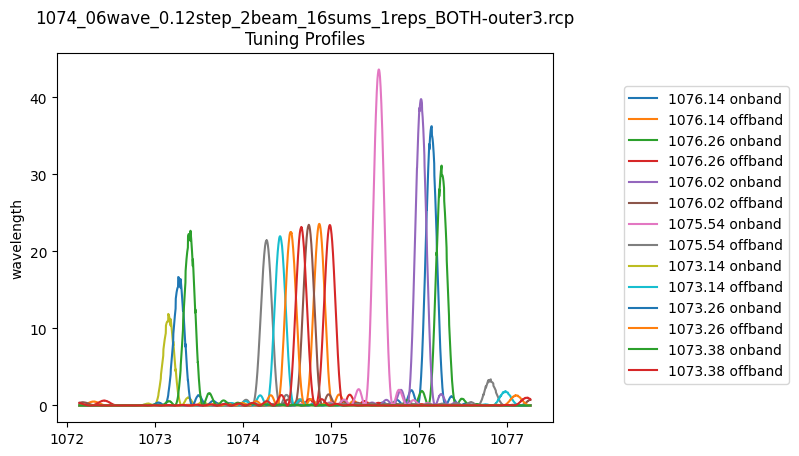 1074_06wave_0.12step_2beam_16sums_1reps_BOTH-outer3.rcp
Tuning Profiles
40
30
20
10
0
wavelength
1072
1073
1074
1075
1076
1077
1076.14 onband
1076.14 offband
1076.26 onband
1076.26 offband
1076.02 onband
1076.02 offband
1075.54 onband
1075.54 offband
1073.14 onband
1073.14 offband
1073.26 onband
1073.26 offband
1073.38 onband
1073.38 offband